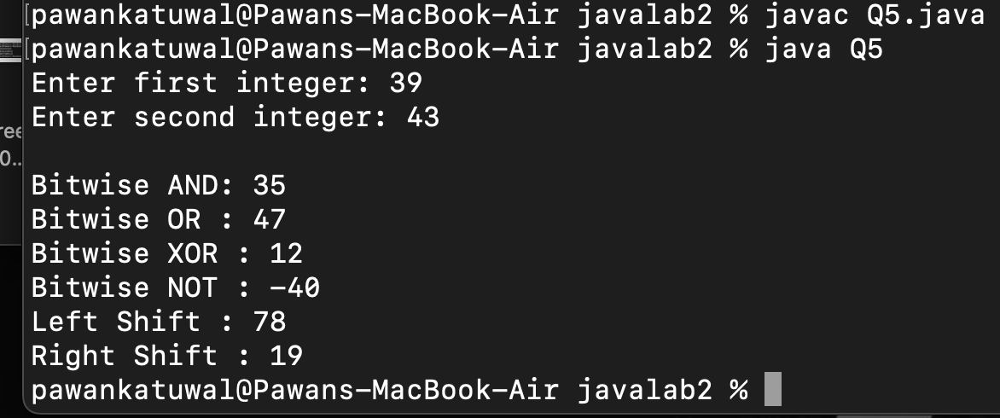 [pawankatuwal@Pawans-MacBook-Air javalab2 % javac Q5.java
[pawankatuwal@Pawans-MacBook-Air javalab2 % java Q5
Enter first integer: 39
Enter second integer: 43
Bitwise AND: 35
Bitwise OR : 47
Bitwise XOR : 12
Bitwise NOT : -40
Left Shift : 78
Right Shift : 19
pawankatuwal@Pawans-MacBook-Air javalab2 %